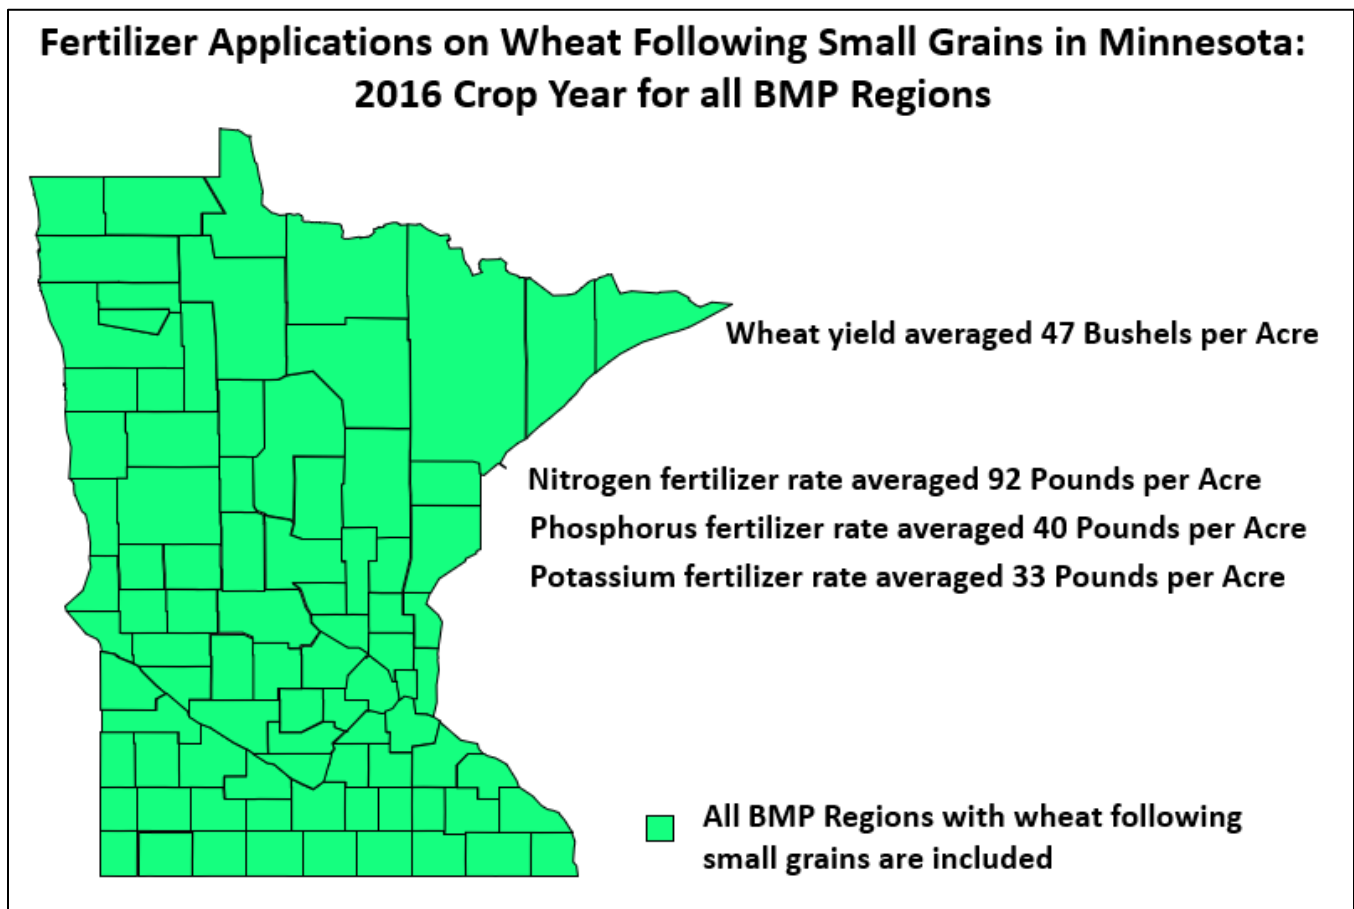 Fertilizer Applications on Wheat Following Small Grains in Minnesota:
2016 Crop Year for all BMP Regions
Wheat yield averaged 47 Bushels per Acre
Nitrogen fertilizer rate averaged 92 Pounds per Acre
Phosphorus fertilizer rate averaged 40 Pounds per Acre
Potassium fertilizer rate averaged 33 Pounds per Acre
All BMP Regions with wheat following
small grains are included